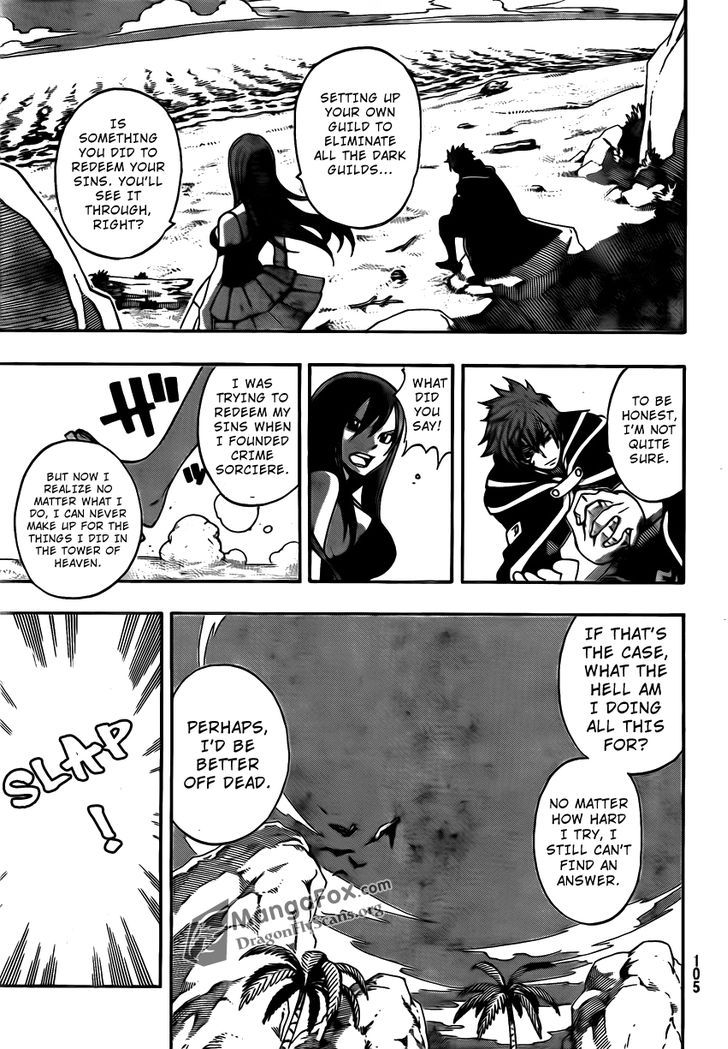 SETTING UP
YOUR OWN
GUILD TO
ELIMINATE
ALL THE DARK
GUILDS...
IS
SOMETHING
YOU DID TO
REDEEM YOUR
SINS. YOU'LL
SEE IT
THROUGH,
RIGHT?
TO BE
HONEST,
I'M NOT
QUITE
SURE.
WHAT
DID
YOU
SAY!
I WAS
TRYING TO
REDEEM MY
SINS WHEN
I FOUNDED
CRIME
SORCIERE.
BUT NOW I
REALIZE NO
MATTER WHAT I
DO, I CAN NEVER
MAKE UP FOR THE
THINGS I DID IN
THE TOWER OF
HEAVEN.
IF THAT'S
THE CASE,
WHAT THE
HELL AM
I DOING
ALL THIS
FOR?
NO MATTER
HOW HARD
I TRY, I
STILL CAN'T
FIND AN
ANSWER.
PERHAPS,
I'D BE
BETTER
OFF DEAD.
SLAP
!
MangaFox.com
DragonFlyScans.org
105